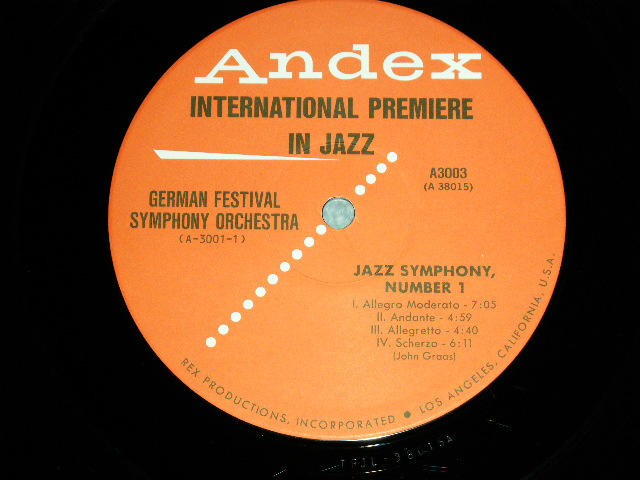 Andex
INTERNATIONAL PREMIERE
IN JAZZ
A3003
(A 38015)
GERMAN FESTIVAL
SYMPHONY ORCHESTRA
(A-3001-1)
JAZZ SYMPHONY,
NUMBER 1
I. Allegro Moderato - 7:05
II. Andante - 4:59
III. Allegretto - 4:40
IV. Scherzo - 6:11
(John Graas)
REX PRODUCTIONS, INCORPORATED ● LOS ANGELES, CALIFORNIA, U.S.A.